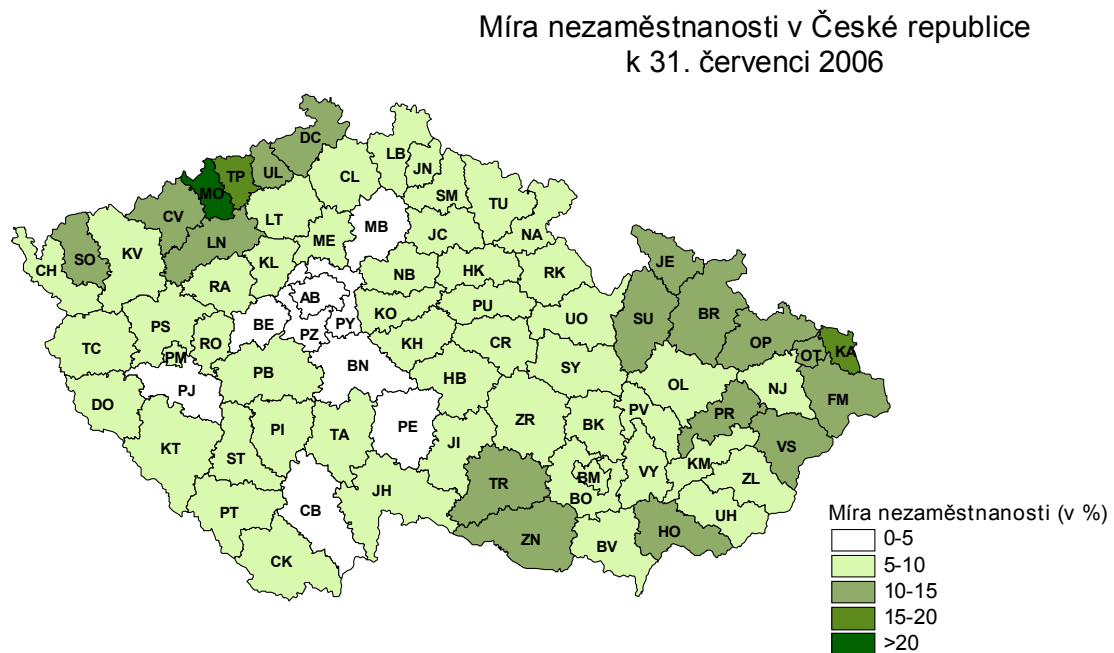 Míra nezaměstnanosti v České republice
k 31. červenci 2006
DC
LB
JN
TP
UL
CL
MO
SM
TU
CV
LT
MB
JC
NA
LN
ME
KV
CH
SO
KL
JE
RA
NB
HK
RK
AB
BR
KO
PU
SU
UO
BE
PY
PS
PZ
RO
OP
TC
KH
CR
OT
KA
PM
BN
SY
PB
HB
OL
NJ
PJ
FM
DO
PV
PR
PE
ZR
BK
PI
TA
JI
VS
KT
ST
KM
VY
BM
ZL
TR
JH
BO
CB
PT
UH
HO
ZN
BV
CK
Míra nezaměstnanosti (v %)
0-5
5-10
10-15
15-20
>20